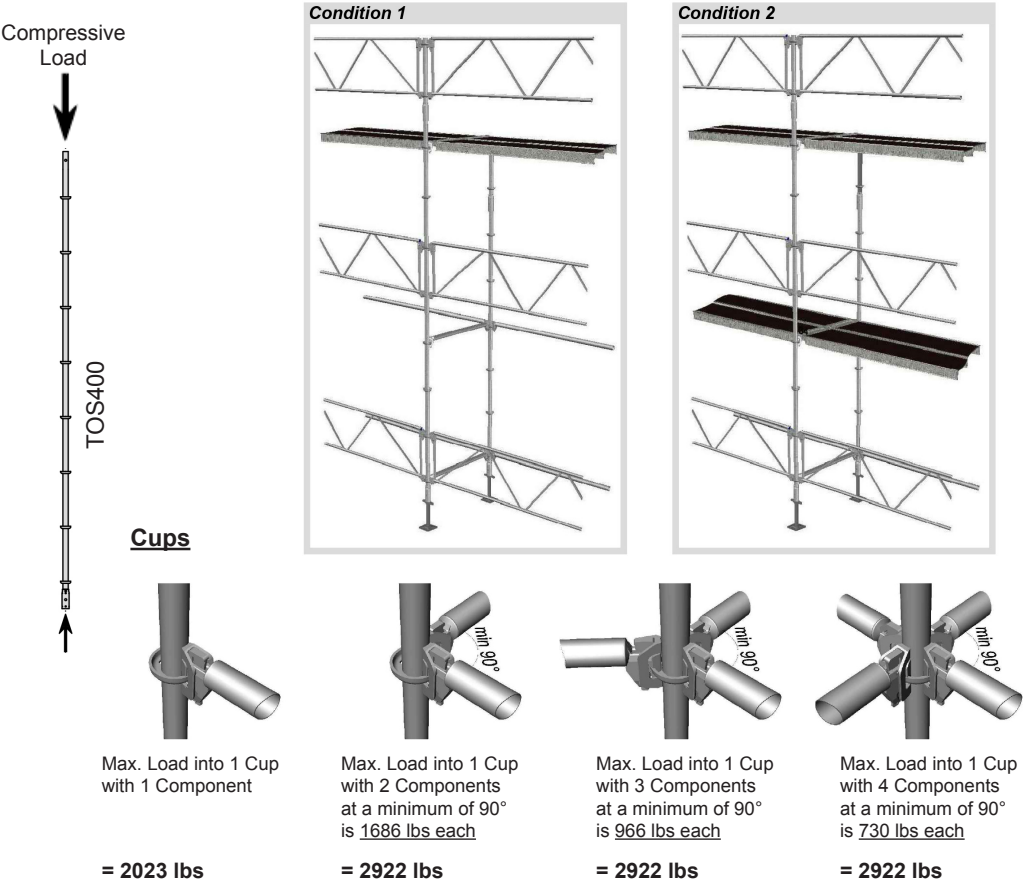 Compressive
Load
TOS400
Condition 1
Condition 2
Cups
min 90°
min 90°
min 90°
Max. Load into 1 Cup
with 1 Component
= 2023 lbs
Max. Load into 1 Cup
with 2 Components
at a minimum of 90°
is 1686 lbs each
= 2922 lbs
Max. Load into 1 Cup
with 3 Components
at a minimum of 90°
is 966 lbs each
= 2922 lbs
Max. Load into 1 Cup
with 4 Components
at a minimum of 90°
is 730 lbs each
= 2922 lbs